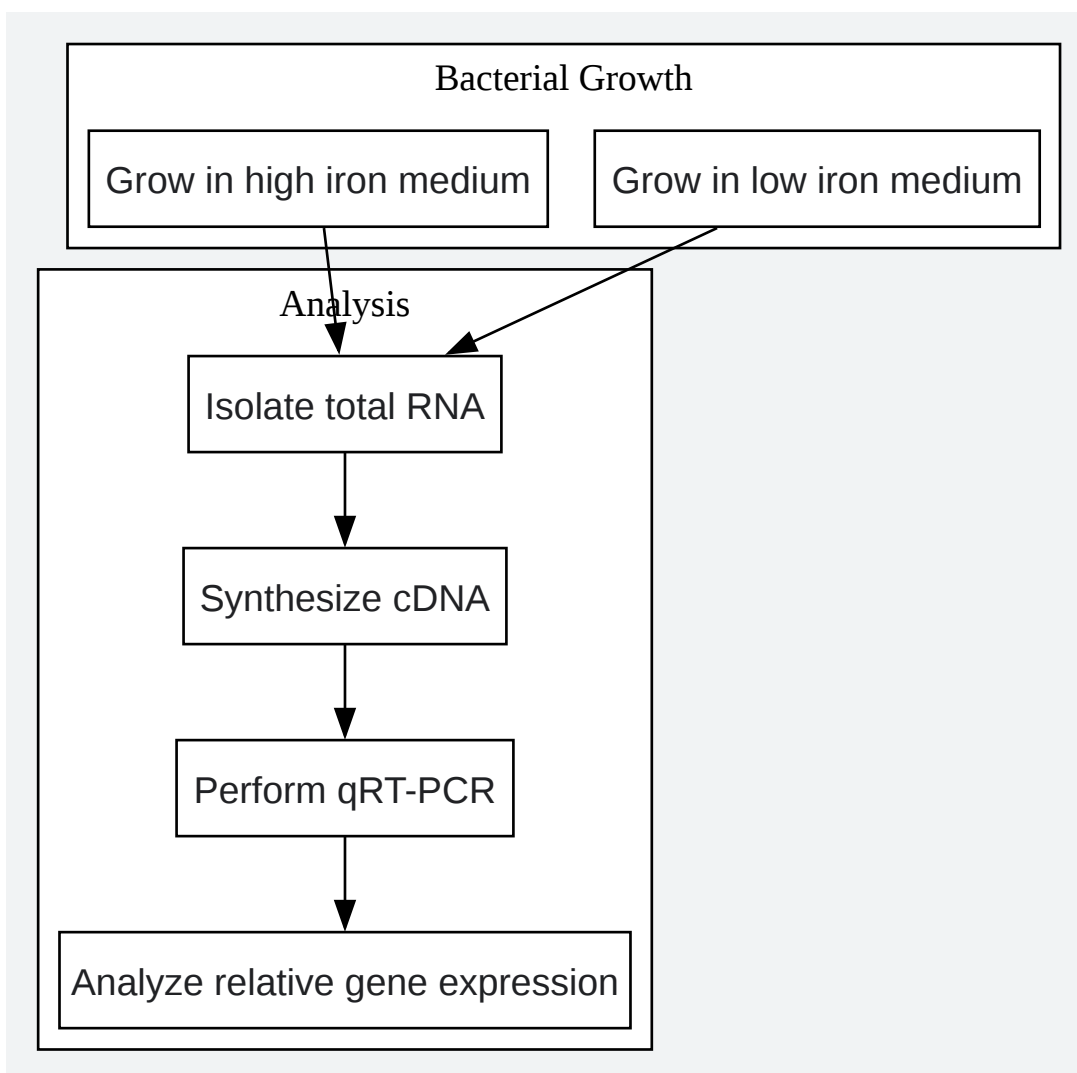 Bacterial Growth
Grow in high iron medium
Grow in low iron medium
Analysis
Isolate total RNA
Synthesize cDNA
Perform qRT-PCR
Analyze relative gene expression